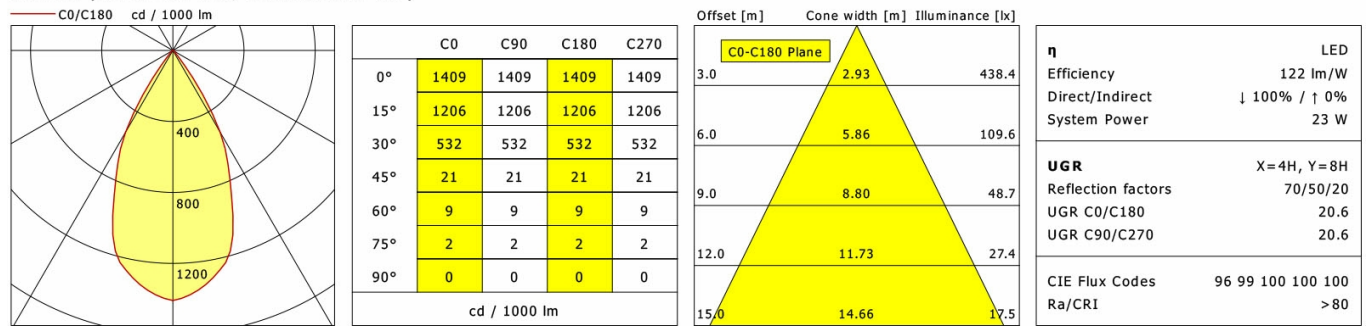 C0/C180 cd / 1000 lm
400
800
1200
C0 C90 C180 C270
0° 1409 1409 1409 1409
15° 1206 1206 1206 1206
30° 532 532 532 532
45° 21 21 21 21
60° 9 9 9 9
75° 2 2 2 2
90° 0 0 0 0
cd / 1000 lm
Offset [m] Cone width [m] Illuminance [lx]
C0-C180 Plane
3.0 2.93 438.4
6.0 5.86 109.6
9.0 8.80 48.7
12.0 11.73 27.4
15.0 14.66 17.5
η LED
Efficiency 122 lm/W
Direct/Indirect ↓ 100% / ↑ 0%
System Power 23 W
UGR X=4H, Y=8H
Reflection factors 70/50/20
UGR C0/C180 20.6
UGR C90/C270 20.6
CIE Flux Codes 96 99 100 100 100
Ra/CRI >80